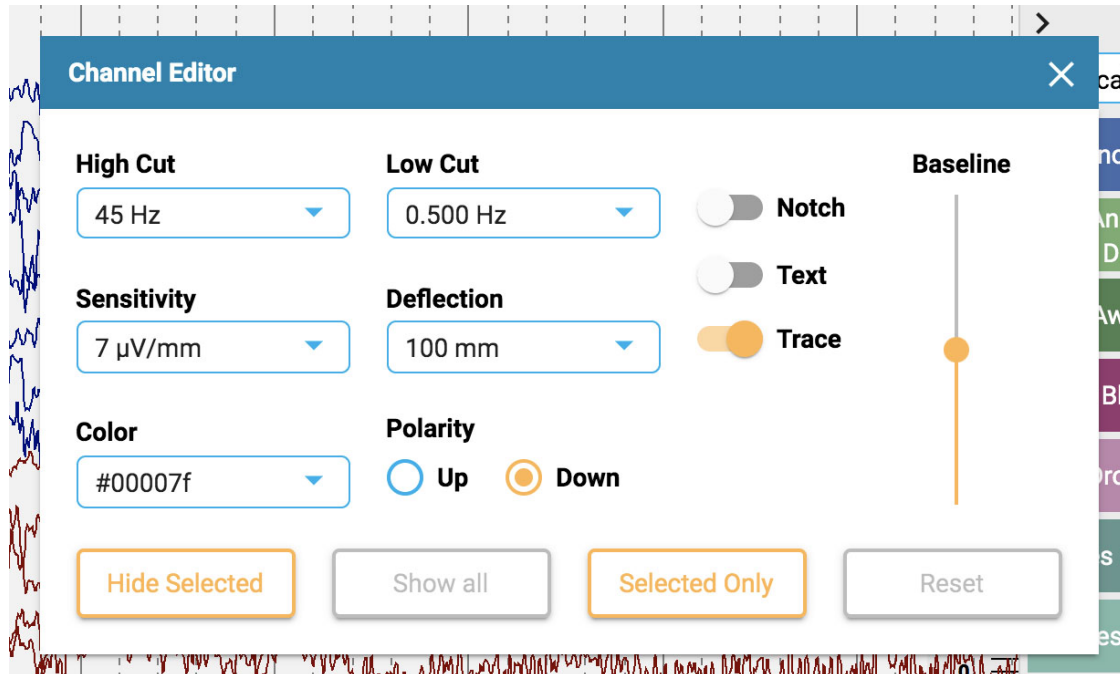 Channel Editor
High Cut
Low Cut
Baseline
45 Hz
0.500 Hz
Notch
Text
Sensitivity
Deflection
7 µV/mm
100 mm
Trace
Color
Polarity
#00007f
Up
Down
Hide Selected
Show all
Selected Only
Reset